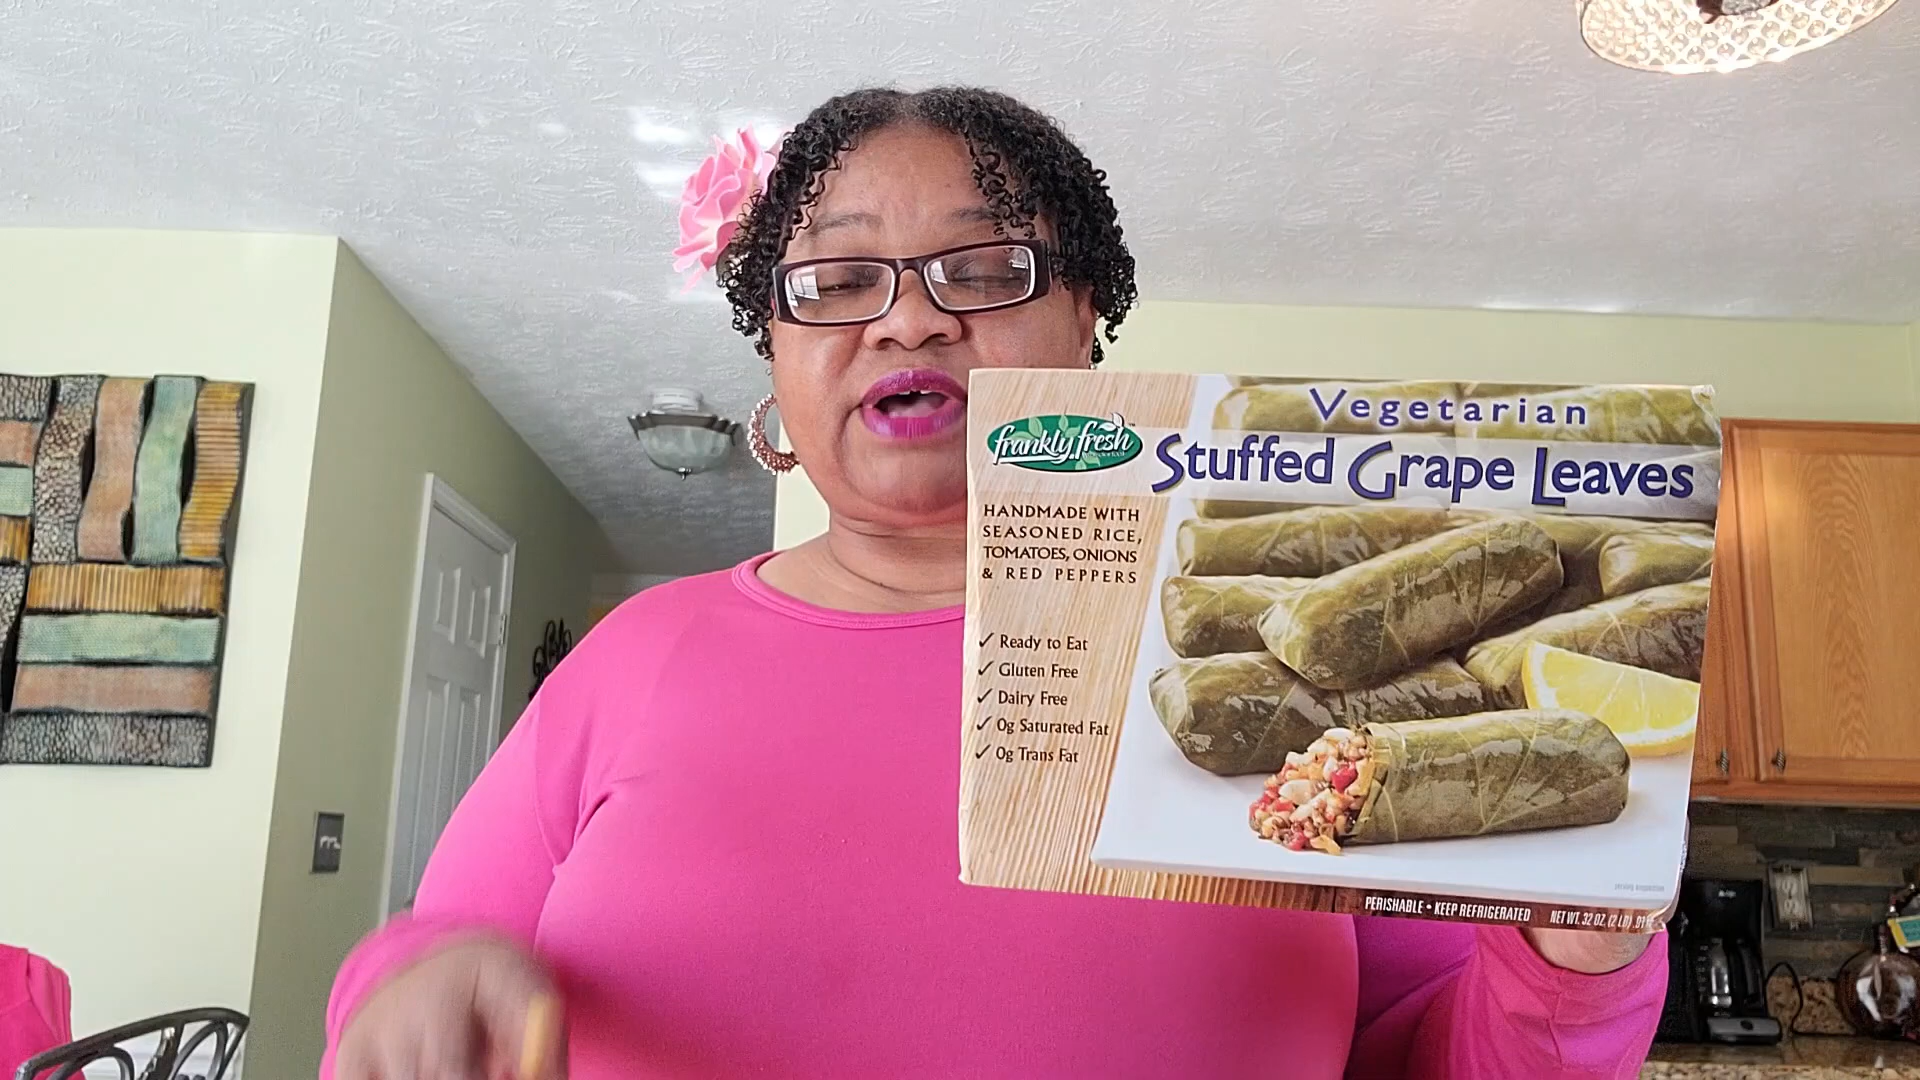 Vegetarian
frankly fresh
Stuffed Grape Leaves
HANDMADE WITH
SEASONED RICE,
TOMATOES, ONIONS
& RED PEPPERS
✓ Ready to Eat
✓ Gluten Free
✓ Dairy Free
✓ 0g Saturated Fat
✓ 0g Trans Fat
PERISHABLE • KEEP REFRIGERATED NET WT. 32 OZ. (2 LB)